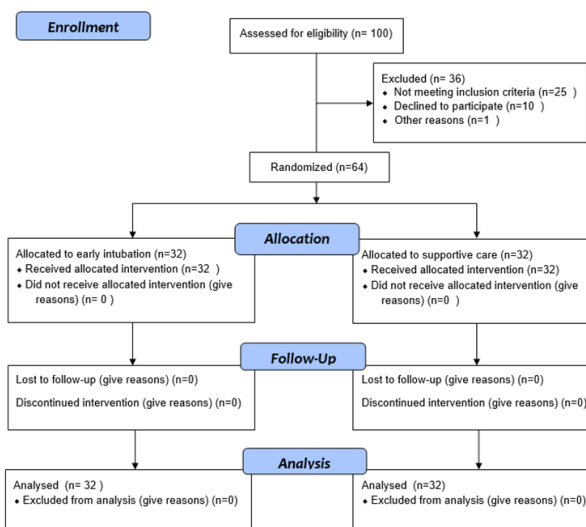 Enrollment
Assessed for eligibility (n= 100)
Excluded (n= 36)
♦ Not meeting inclusion criteria (n=25 )
♦ Declined to participate (n=10 )
♦ Other reasons (n=1 )
Randomized (n=64)
Allocation
Allocated to early intubation (n=32)
♦ Received allocated intervention (n=32 )
♦ Did not receive allocated intervention (give
reasons) (n= 0 )
Allocated to supportive care (n=32)
♦ Received allocated intervention (n=32)
♦ Did not receive allocated intervention (give
reasons) (n=0 )
Follow-Up
Lost to follow-up (give reasons) (n=0)
Discontinued intervention (give reasons) (n=0)
Lost to follow-up (give reasons) (n=0)
Discontinued intervention (give reasons) (n=0)
Analysis
Analysed (n= 32 )
♦ Excluded from analysis (give reasons) (n=0)
Analysed (n=32)
♦ Excluded from analysis (give reasons) (n=0)